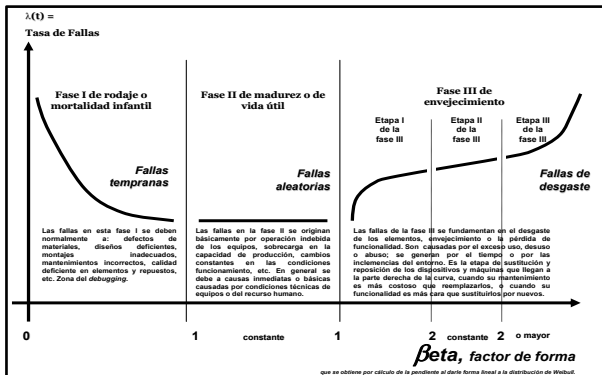 λ(t) =
Tasa de Fallas
Fase I de rodaje o
mortalidad infantil
Fase II de madurez o de
vida útil
Fase III de
envejecimiento
Etapa I
de la
fase III
Etapa II
de la
fase III
Etapa III
de la
fase III
Fallas
tempranas
Fallas
aleatorias
Fallas de
desgaste
Las fallas en esta fase I se deben
normalmente a: defectos de
materiales, diseños deficientes,
montajes inadecuados,
mantenimientos incorrectos, calidad
deficiente en elementos y repuestos,
etc. Zona del debugging.
Las fallas en la fase II se originan
básicamente por operación indebida
de los equipos, sobrecarga en la
capacidad de producción, cambios
constantes en las condiciones
funcionamiento, etc. En general se
debe a causas inmediatas o básicas
causadas por condiciones técnicas de
equipos o del recurso humano.
Las fallas de la fase III se fundamentan en el desgaste
de los elementos, envejecimiento o la pérdida de
funcionalidad. Son causadas por el exceso uso, desuso
o abuso; se generan por el tiempo o por las
inclemencias del entorno. Es la etapa de sustitución y
reposición de los dispositivos y máquinas que llegan a
la parte derecha de la curva, cuando su mantenimiento
es más costoso que reemplazarlos, o cuando su
funcionalidad es más cara que sustituirlos por nuevos.
0 1 constante 1 2 constante 2 o mayor
βeta, factor de forma
que se obtiene por cálculo de la pendiente al darle forma lineal a la distribución de Weibull.